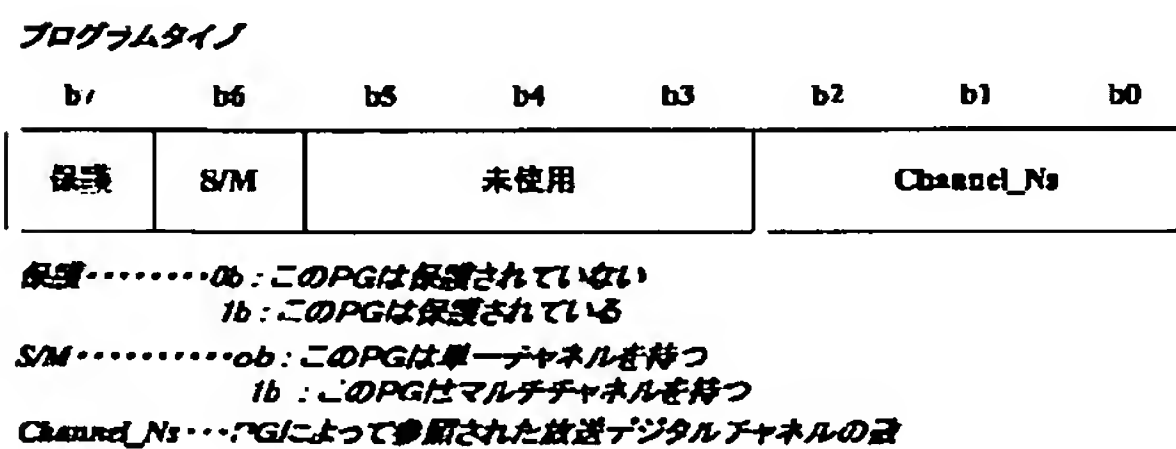 プログラムタイプ
b7 b6 b5 b4 b3 b2 b1 b0
保護 S/M 未使用 Channel_Ns
保護・・・・・・・・0b : このPGは保護されていない
1b : このPGは保護されている
S/M・・・・・・・・・・ob : このPGは単一チャネルを持つ
1b : このPGはマルチチャネルを持つ
Channel_Ns・・・PGによって参照された放送デジタルチャネルの数